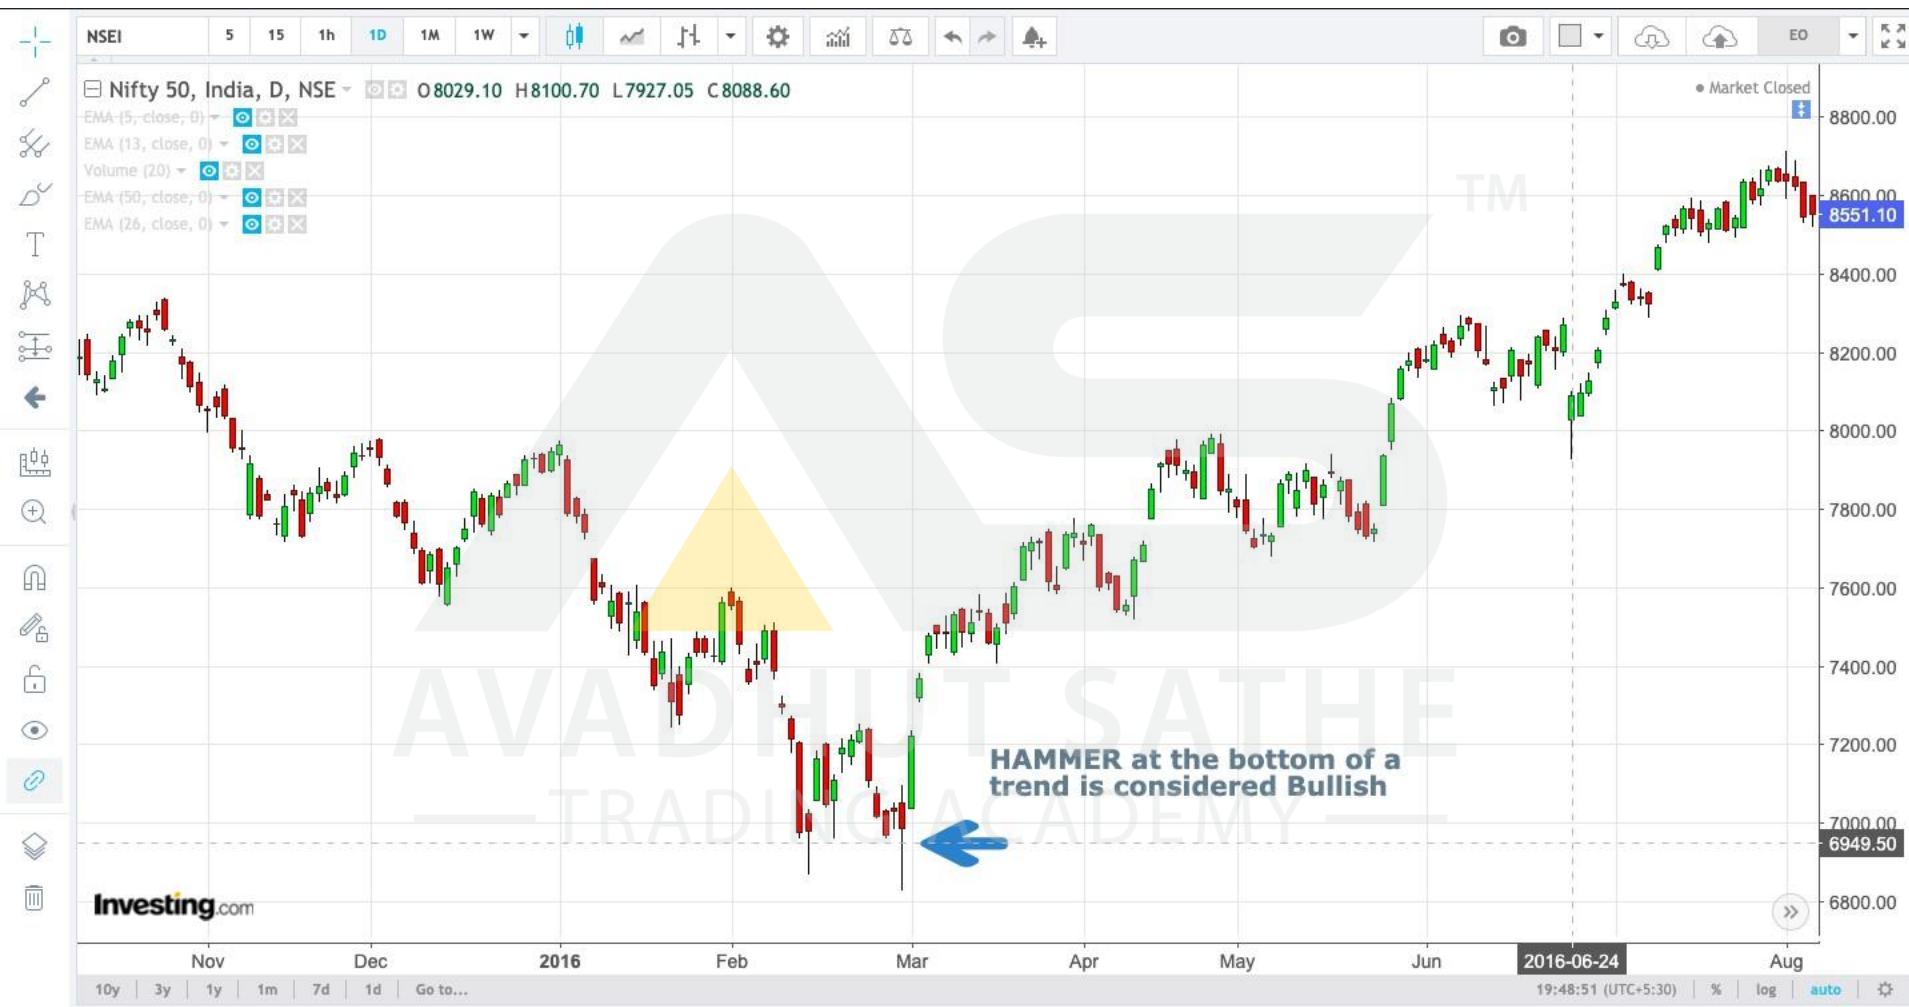 NSEI 5 15 1h 1D 1M 1W EO
Nifty 50, India, D, NSE O8029.10 H8100.70 L7927.05 C8088.60
Market Closed
EMA (5, close, 0)
EMA (13, close, 0)
Volume (20)
EMA (50, close, 0)
EMA (26, close, 0)
8800.00
8600.00
8551.10
8400.00
8200.00
8000.00
7800.00
7600.00
7400.00
7200.00
7000.00
6949.50
6800.00
TM
AS
AVADHUT SATHE
TRADING ACADEMY
HAMMER at the bottom of a
trend is considered Bullish
Investing.com
Nov Dec 2016 Feb Mar Apr May Jun 2016-06-24 Aug
10y 3y 1y 1m 7d 1d Go to... 19:48:51 (UTC+5:30) % log auto